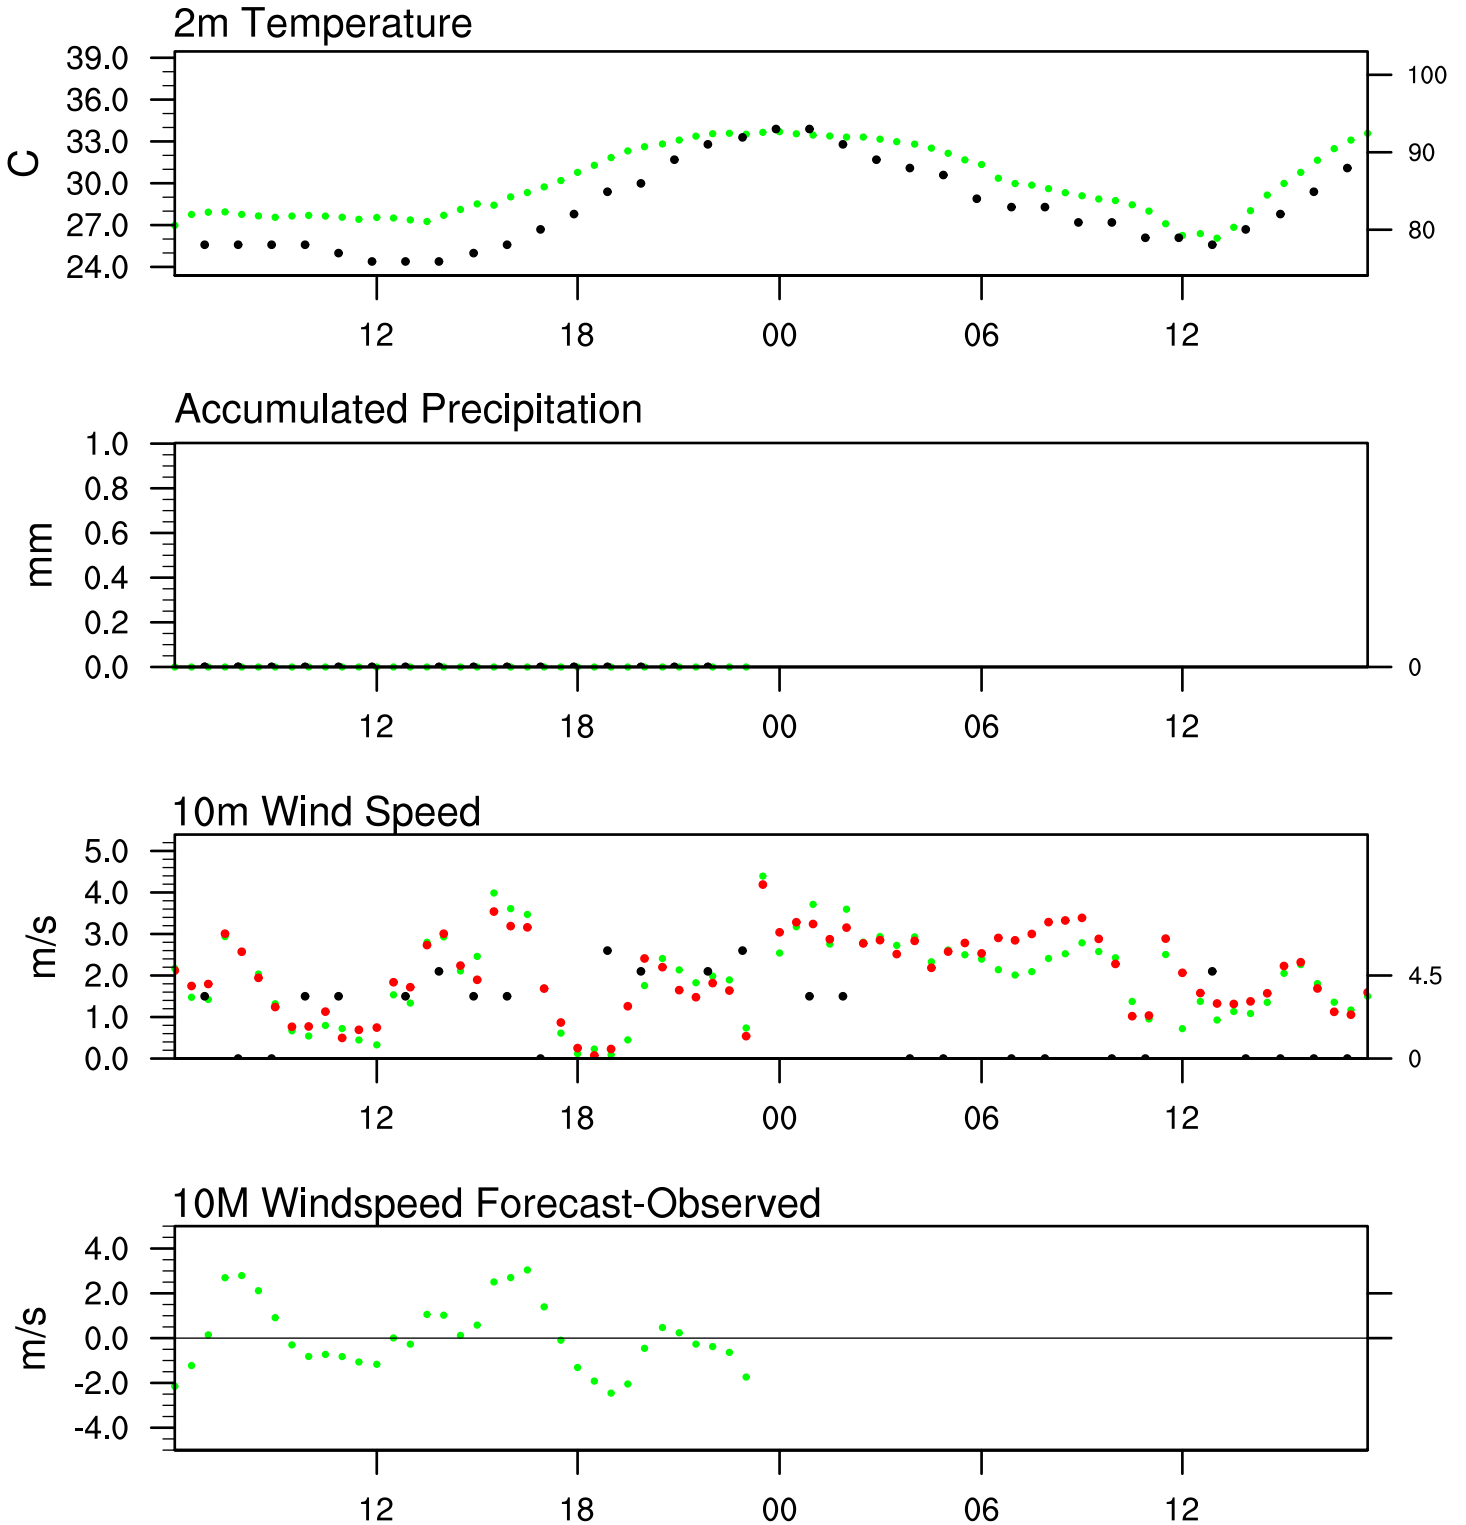 2m Temperature
39.0
36.0
33.0
30.0
27.0
24.0
C
100
90
80
12 18 00 06 12
Accumulated Precipitation
1.0
0.8
0.6
0.4
0.2
0.0
mm
0
12 18 00 06 12
10m Wind Speed
5.0
4.0
3.0
2.0
1.0
0.0
m/s
4.5
0
12 18 00 06 12
10M Windspeed Forecast-Observed
4.0
2.0
0.0
-2.0
-4.0
m/s
12 18 00 06 12